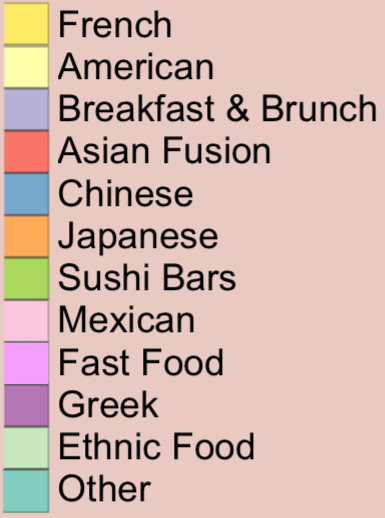 French
American
Breakfast & Brunch
Asian Fusion
Chinese
Japanese
Sushi Bars
Mexican
Fast Food
Greek
Ethnic Food
Other